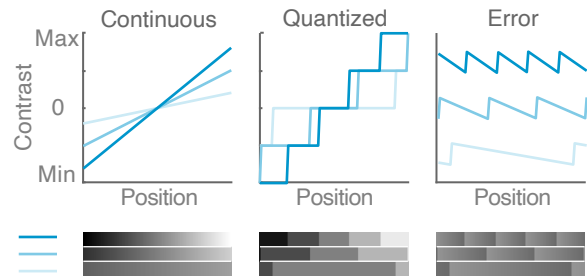 Continuous Quantized Error
Max
0
Min
Contrast
Position Position Position